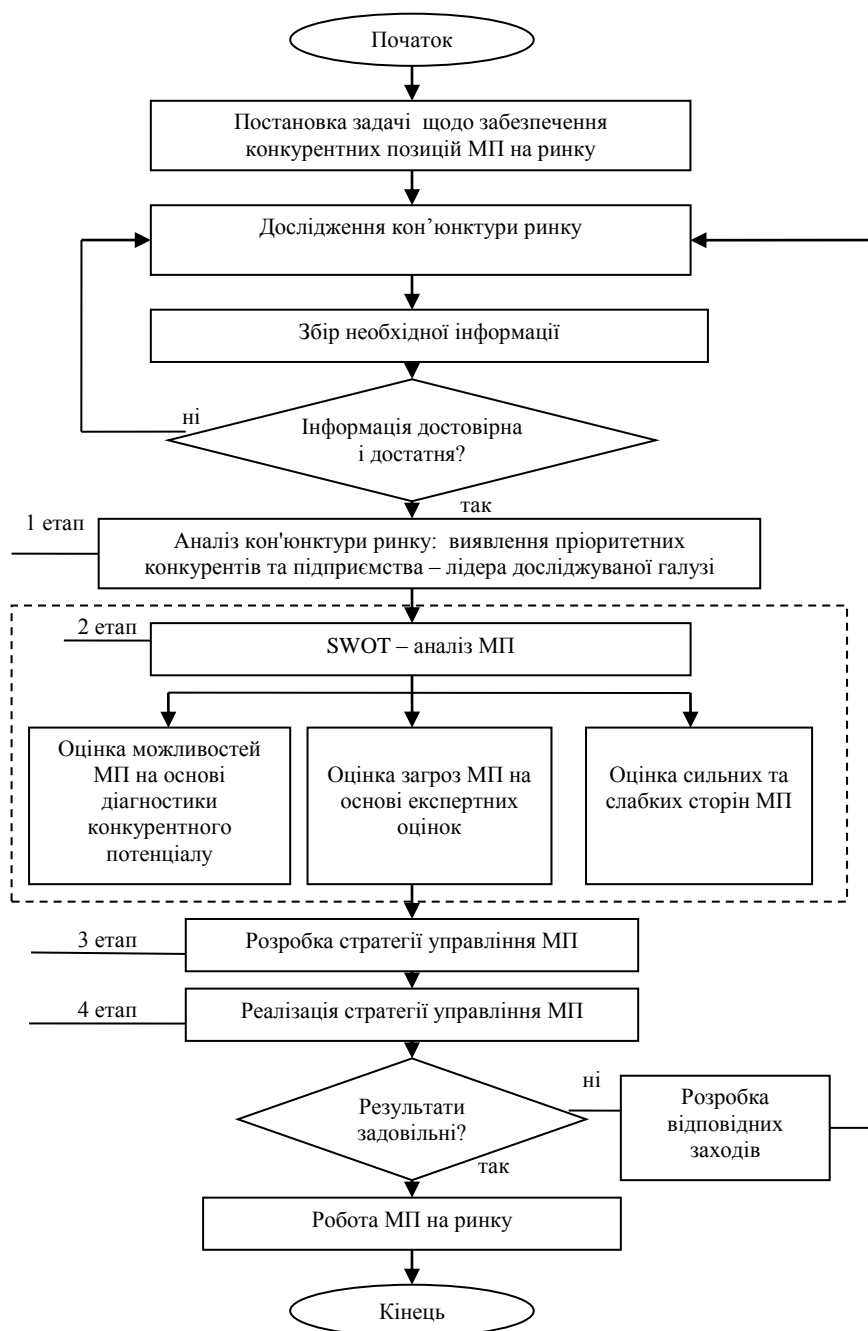 Початок
Постановка задачі щодо забезпечення
конкурентних позицій МП на ринку
Дослідження кон’юнктури ринку
Збір необхідної інформації
ні
Інформація достовірна
і достатня?
так
1 етап
Аналіз кон'юнктури ринку: виявлення пріоритетних
конкурентів та підприємства – лідера досліджуваної галузі
2 етап
SWOT – аналіз МП
Оцінка можливостей
МП на основі
діагностики
конкурентного
потенціалу
Оцінка загроз МП на
основі експертних
оцінок
Оцінка сильних та
слабких сторін МП
3 етап
Розробка стратегії управління МП
4 етап
Реалізація стратегії управління МП
Результати
задовільні?
ні
Розробка
відповідних
заходів
так
Робота МП на ринку
Кінець